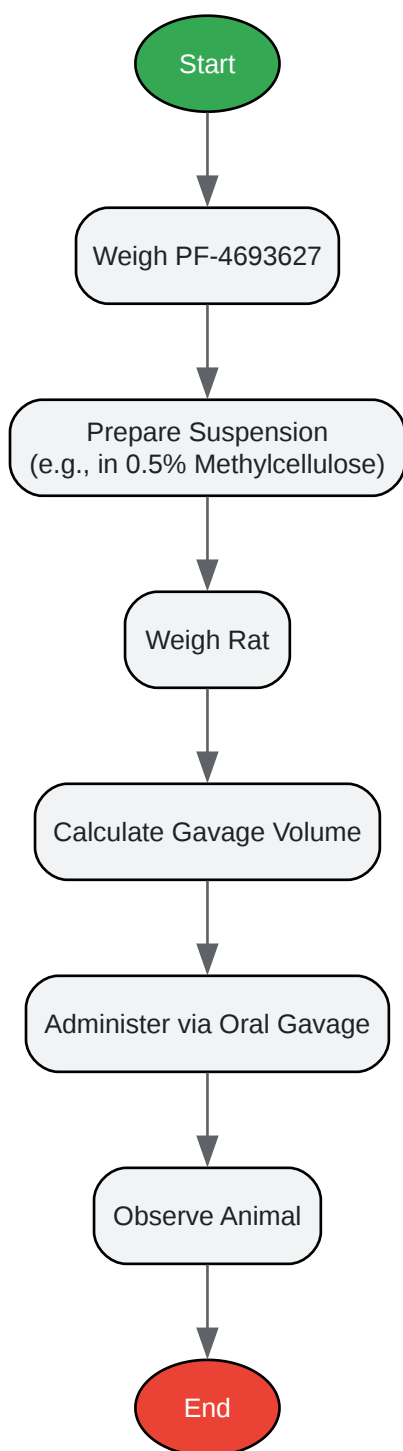 Start
Weigh PF-4693627
Prepare Suspension
(e.g., in 0.5% Methylcellulose)
Weigh Rat
Calculate Gavage Volume
Administer via Oral Gavage
Observe Animal
End